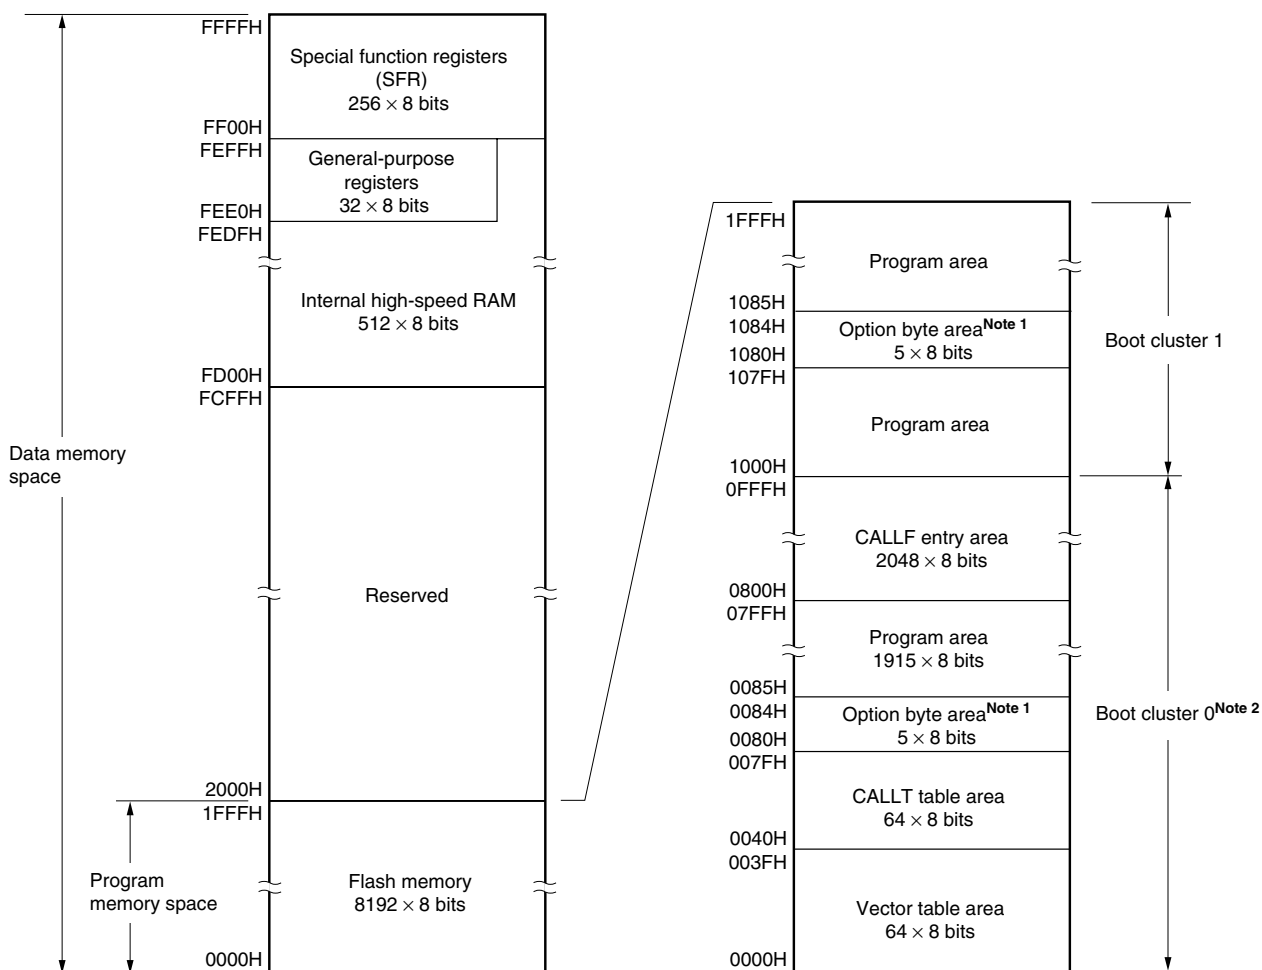 FFFFH
Special function registers
(SFR)
256 × 8 bits
FF00H
FEFFH
General-purpose
registers
32 × 8 bits
FEE0H
FEDFH
Internal high-speed RAM
512 × 8 bits
FD00H
FCFFH
Data memory
space
Reserved
2000H
1FFFH
Program
memory space
Flash memory
8192 × 8 bits
0000H
1FFFH
Program area
1085H
1084H
Option byte areaNote 1
5 × 8 bits
1080H
107FH
Boot cluster 1
Program area
1000H
0FFFH
CALLF entry area
2048 × 8 bits
0800H
07FFH
Program area
1915 × 8 bits
0085H
0084H
Option byte areaNote 1
5 × 8 bits
0080H
007FH
Boot cluster 0Note 2
CALLT table area
64 × 8 bits
0040H
003FH
Vector table area
64 × 8 bits
0000H